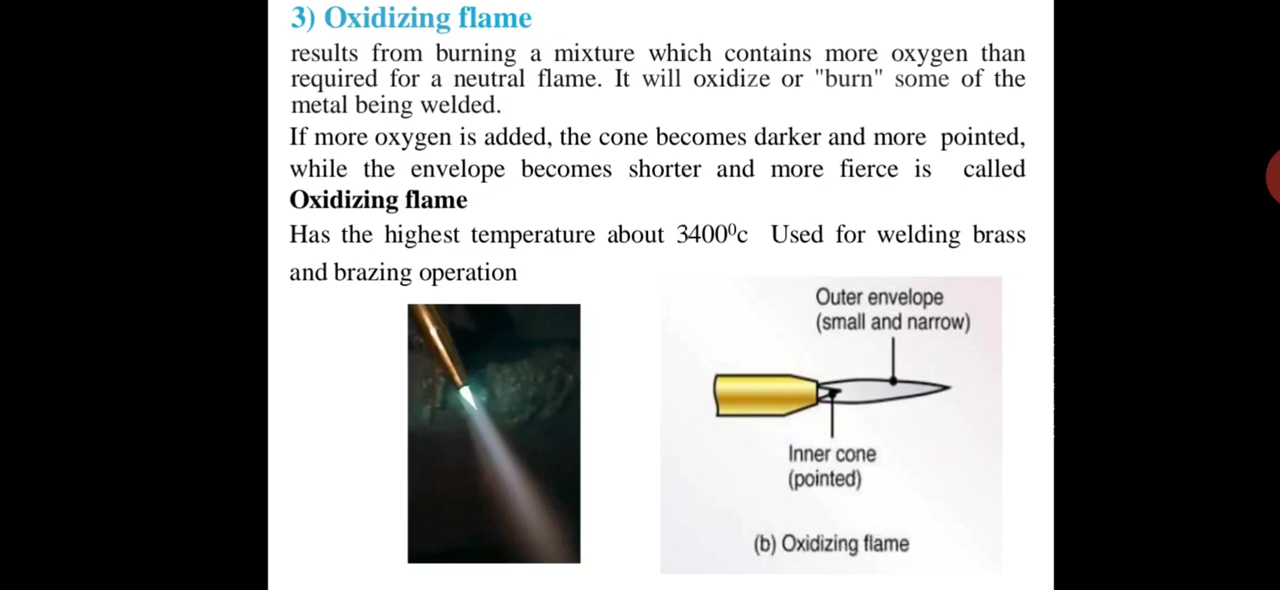 3) Oxidizing flame
results from burning a mixture which contains more oxygen than
required for a neutral flame. It will oxidize or "burn" some of the
metal being welded.
If more oxygen is added, the cone becomes darker and more pointed,
while the envelope becomes shorter and more fierce is called
Oxidizing flame
Has the highest temperature about 3400⁰c Used for welding brass
and brazing operation
Outer envelope
(small and narrow)
Inner cone
(pointed)
(b) Oxidizing flame